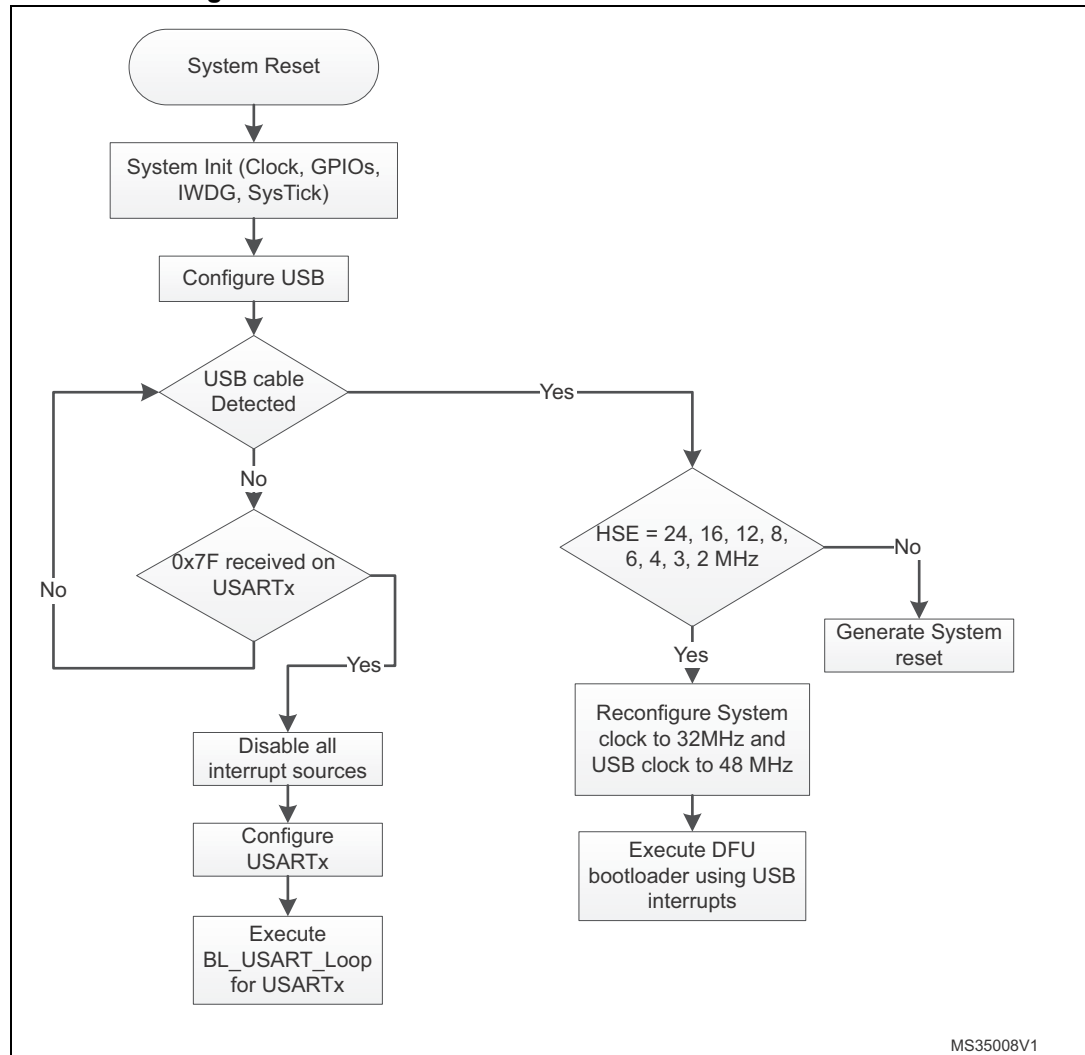 System Reset
System Init (Clock, GPIOs,
IWDG, SysTick)
Configure USB
USB cable
Detected
Yes
No
0x7F received on
USARTx
No
Yes
Disable all
interrupt sources
Configure
USARTx
Execute
BL_USART_Loop
for USARTx
HSE = 24, 16, 12, 8,
6, 4, 3, 2 MHz
No
Generate System
reset
Yes
Reconfigure System
clock to 32MHz and
USB clock to 48 MHz
Execute DFU
bootloader using USB
interrupts
MS35008V1